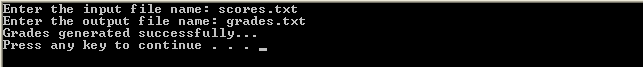 Enter the input file name: scores.txt
Enter the output file name: grades.txt
Grades generated successfully...
Press any key to continue . . . _